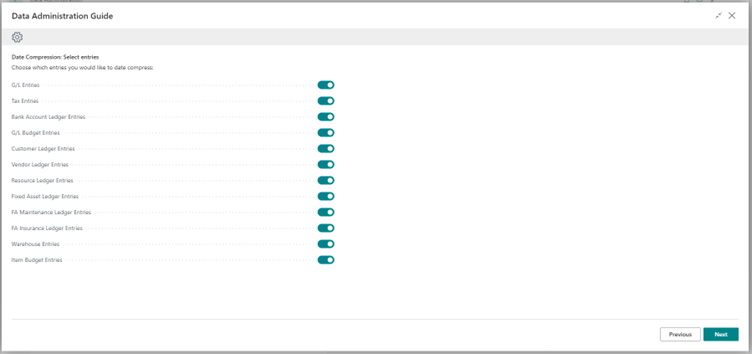 Data Administration Guide
Date Compression: Select entries
Choose which entries you would like to date compress:
G/L Entries
Tax Entries
Bank Account Ledger Entries
G/L Budget Entries
Customer Ledger Entries
Vendor Ledger Entries
Resource Ledger Entries
Fixed Asset Ledger Entries
FA Maintenance Ledger Entries
FA Insurance Ledger Entries
Warehouse Entries
Item Budget Entries
Previous
Next